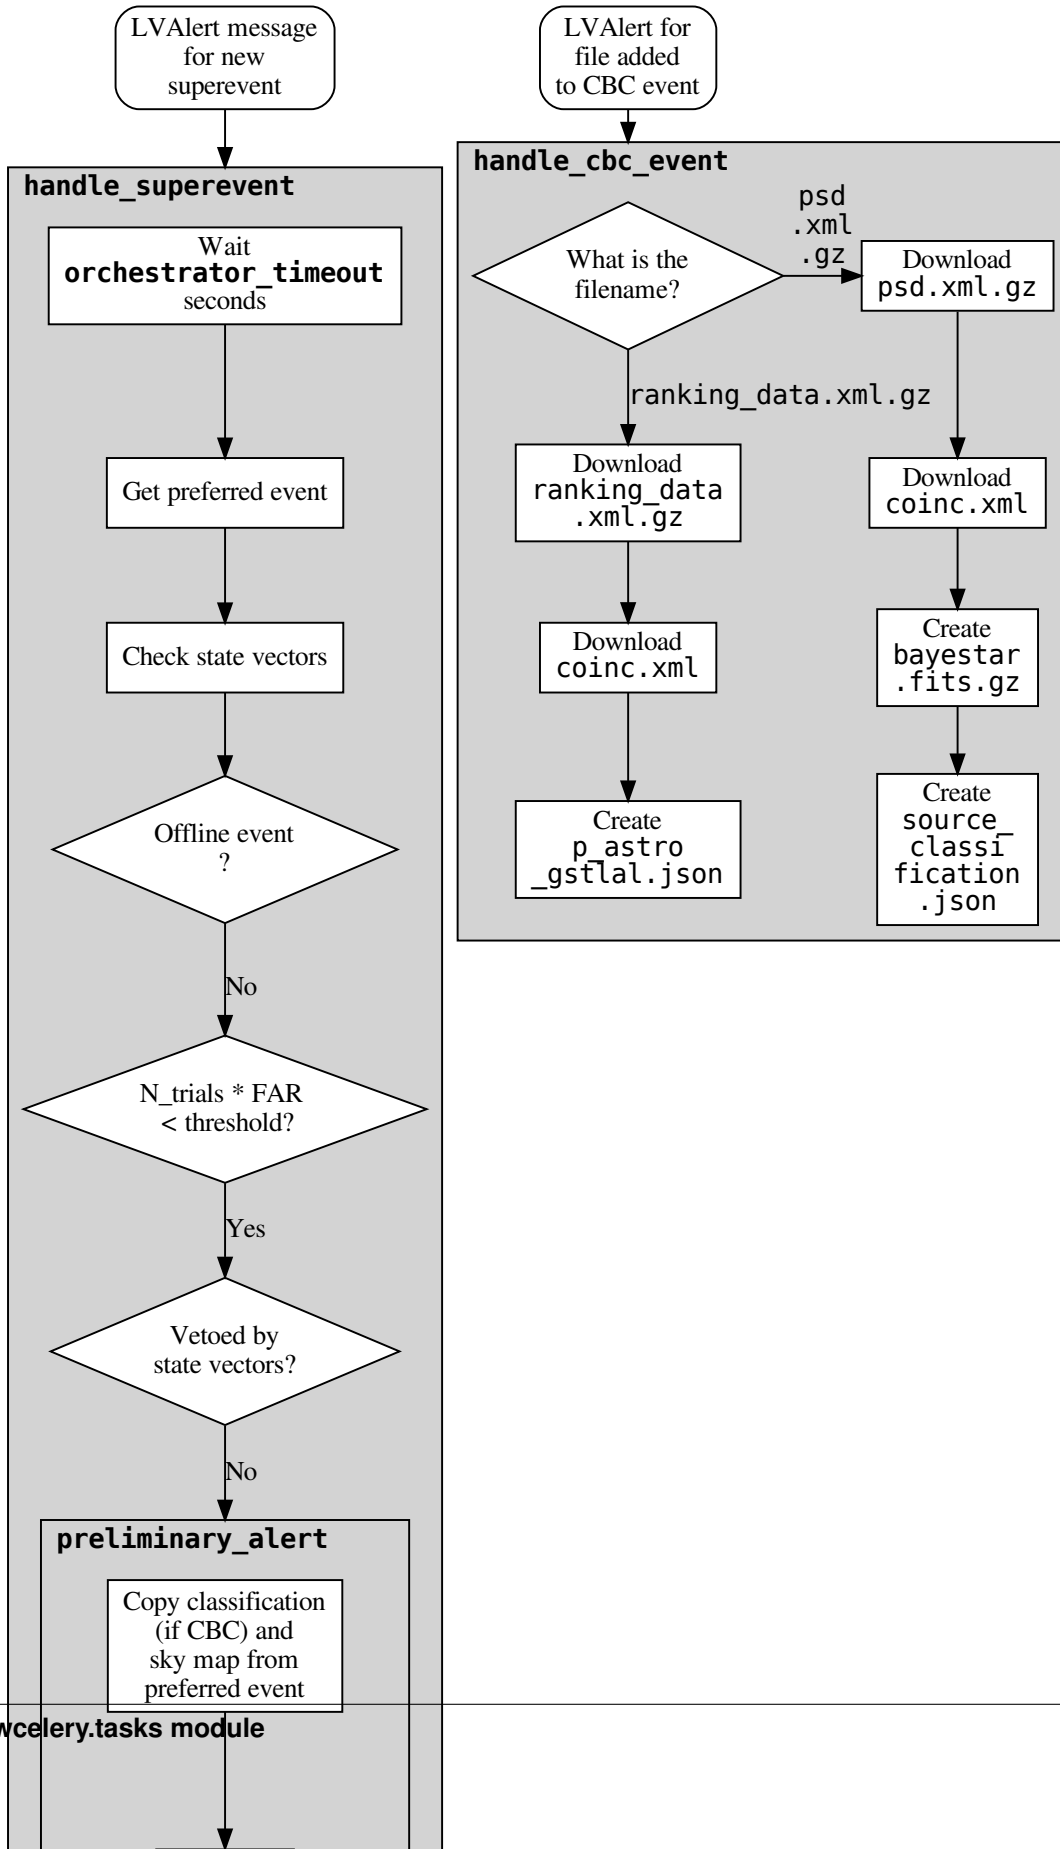 LVAlert message
for new
superevent
handle_superevent
Wait
orchestrator_timeout
seconds
Get preferred event
Check state vectors
Offline event
?
No
N_trials * FAR
< threshold?
Yes
Vetoed by
state vectors?
No
preliminary_alert
Copy classification
(if CBC) and
sky map from
preferred event
wcelery.tasks module
LVAlert for
file added
to CBC event
handle_cbc_event
What is the
filename?
psd
.xml
.gz
Download
psd.xml.gz
ranking_data.xml.gz
Download
ranking_data
.xml.gz
Download
coinc.xml
Create
p_astro
_gstlal.json
Download
coinc.xml
Create
bayestar
.fits.gz
Create
source_
classi
fication
.json